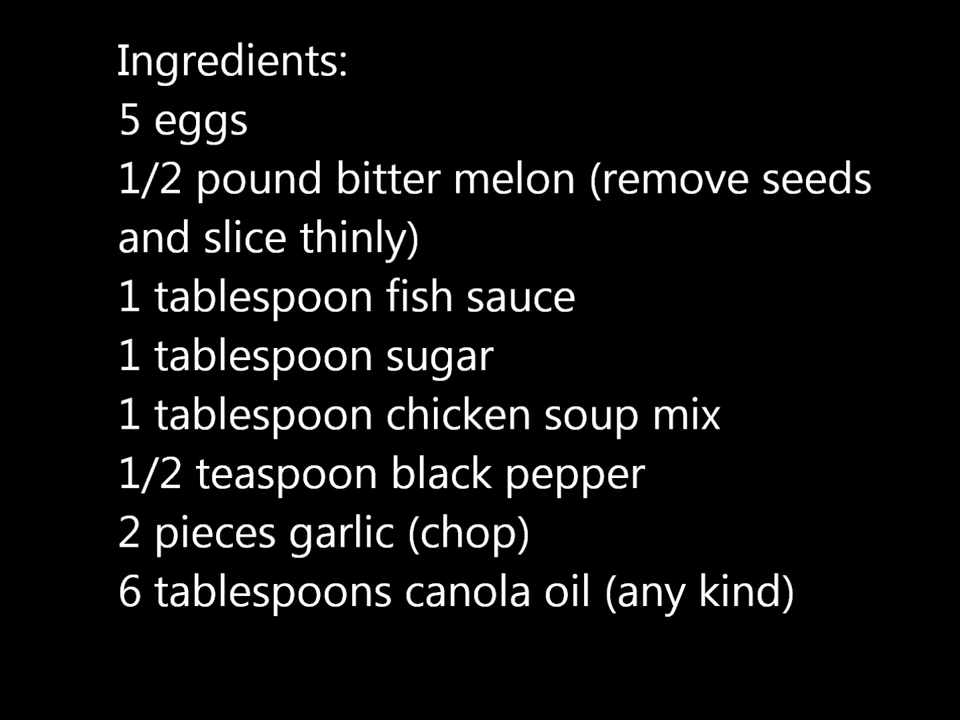 Ingredients:
5 eggs
1/2 pound bitter melon (remove seeds
and slice thinly)
1 tablespoon fish sauce
1 tablespoon sugar
1 tablespoon chicken soup mix
1/2 teaspoon black pepper
2 pieces garlic (chop)
6 tablespoons canola oil (any kind)